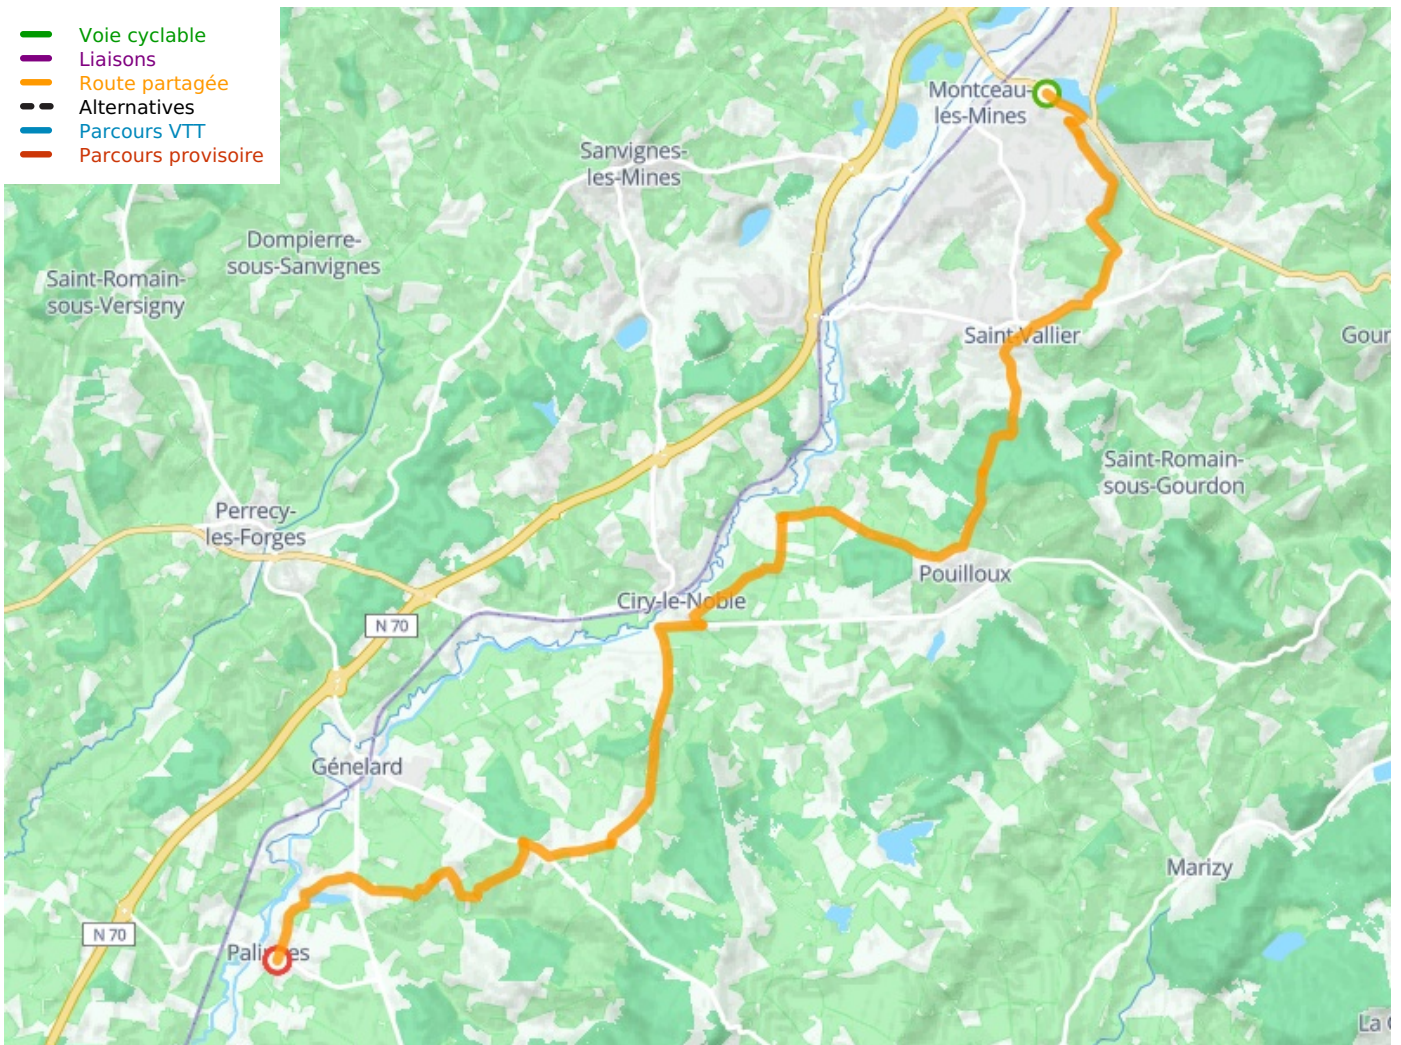 Voie cyclable
Liaisons
Route partagée
Alternatives
Parcours VTT
Parcours provisoire
Montceau-
les-Mines
Sanvignes-
les-Mines
Dompierre-
sous-Sanvignes
Saint-Romain-
sous-Versigny
Saint-Vallier
Gour
Saint-Romain-
sous-Gourdon
Perrecy-
les-Forges
Pouilloux
Ciry-le-Noble
N 70
Génelard
Marizy
N 70
Palinges
La